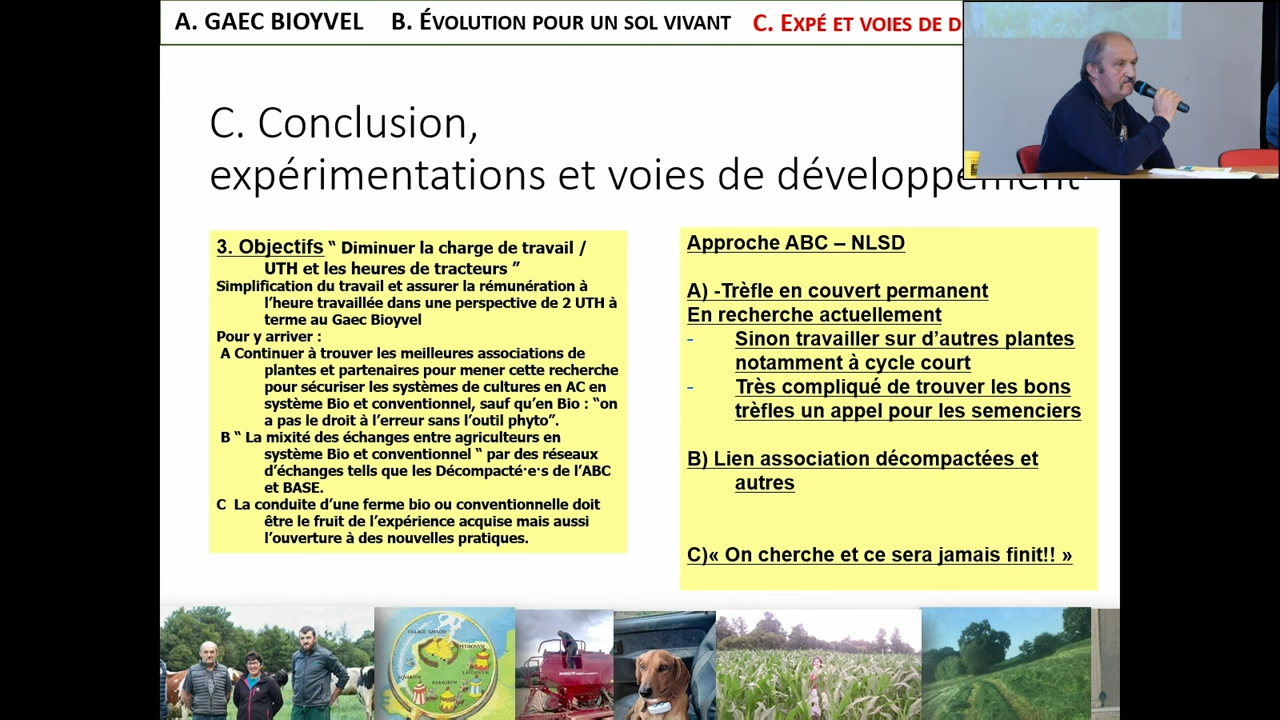 A. GAEC BIOYVEL B. ÉVOLUTION POUR UN SOL VIVANT C. EXPÉ ET VOIES DE D
C. Conclusion,
expérimentations et voies de développement
3. Objectifs “ Diminuer la charge de travail /
UTH et les heures de tracteurs ”
Simplification du travail et assurer la rémunération à
l’heure travaillée dans une perspective de 2 UTH à
terme au Gaec Bioyvel
Pour y arriver :
A Continuer à trouver les meilleures associations de
plantes et partenaires pour mener cette recherche
pour sécuriser les systèmes de cultures en AC en
système Bio et conventionnel, sauf qu’en Bio : “on
a pas le droit à l’erreur sans l’outil phyto”.
B “ La mixité des échanges entre agriculteurs en
système Bio et conventionnel “ par des réseaux
d’échanges tells que les Décompacté·e·s de l’ABC
et BASE.
C La conduite d’une ferme bio ou conventionnelle doit
être le fruit de l’expérience acquise mais aussi
l’ouverture à des nouvelles pratiques.
Approche ABC – NLSD
A) -Trèfle en couvert permanent
En recherche actuellement
- Sinon travailler sur d’autres plantes
notamment à cycle court
- Très compliqué de trouver les bons
trèfles un appel pour les semenciers
B) Lien association décompactées et
autres
C)« On cherche et ce sera jamais finit!! »
VILLAGE GAULOIS
BABAORUM
LAUDANUM